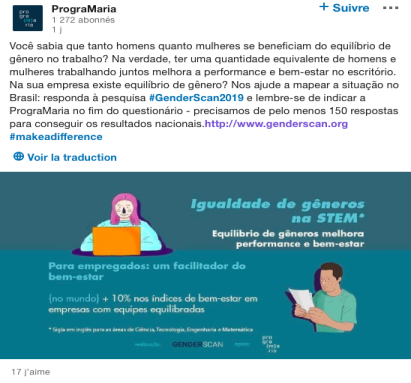 PrograMaria
+ Suivre ...
1 272 abonnés
1 j
Você sabia que tanto homens quanto mulheres se beneficiam do equilíbrio de
gênero no trabalho? Na verdade, ter uma quantidade equivalente de homens e
mulheres trabalhando juntos melhora a performance e bem-estar no escritório.
Na sua empresa existe equilíbrio de gênero? Nos ajude a mapear a situação no
Brasil: responda à pesquisa #GenderScan2019 e lembre-se de indicar a
PrograMaria no fim do questionário - precisamos de pelo menos 150 respostas
para conseguir os resultados nacionais.http://www.genderscan.org
#makeadifference
Voir la traduction
Igualdade de gêneros
na STEM*
Equilíbrio de gêneros melhora
performance e bem-estar
Para empregados: um facilitador do
bem-estar
{no mundo} + 10% nos índices de bem-estar em
empresas com equipes equilibradas
* Sigla em inglês para as áreas de Ciência, Tecnologia, Engenharia e Matemática
realização: GENDERSCAN apoio: pro
gra
ma
ria
17 j'aime